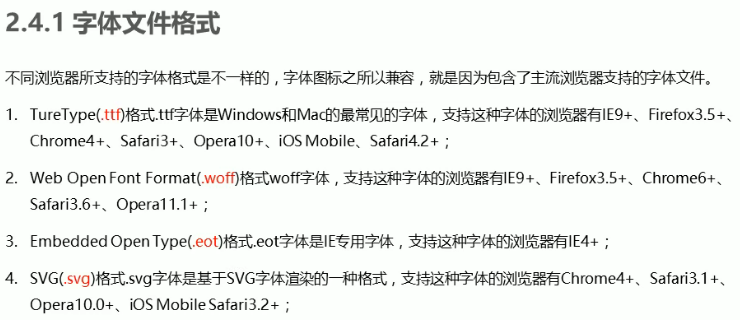 2.4.1 字体文件格式
不同浏览器所支持的字体格式是不一样的，字体图标之所以兼容，就是因为包含了主流浏览器支持的字体文件。
1. TureType(.ttf)格式.ttf字体是Windows和Mac的最常见的字体，支持这种字体的浏览器有IE9+、Firefox3.5+、
Chrome4+、Safari3+、Opera10+、iOS Mobile、Safari4.2+；
2. Web Open Font Format(.woff)格式woff字体，支持这种字体的浏览器有IE9+、Firefox3.5+、Chrome6+、
Safari3.6+、Opera11.1+；
3. Embedded Open Type(.eot)格式.eot字体是IE专用字体，支持这种字体的浏览器有IE4+；
4. SVG(.svg)格式.svg字体是基于SVG字体渲染的一种格式，支持这种字体的浏览器有Chrome4+、Safari3.1+、
Opera10.0+、iOS Mobile Safari3.2+；